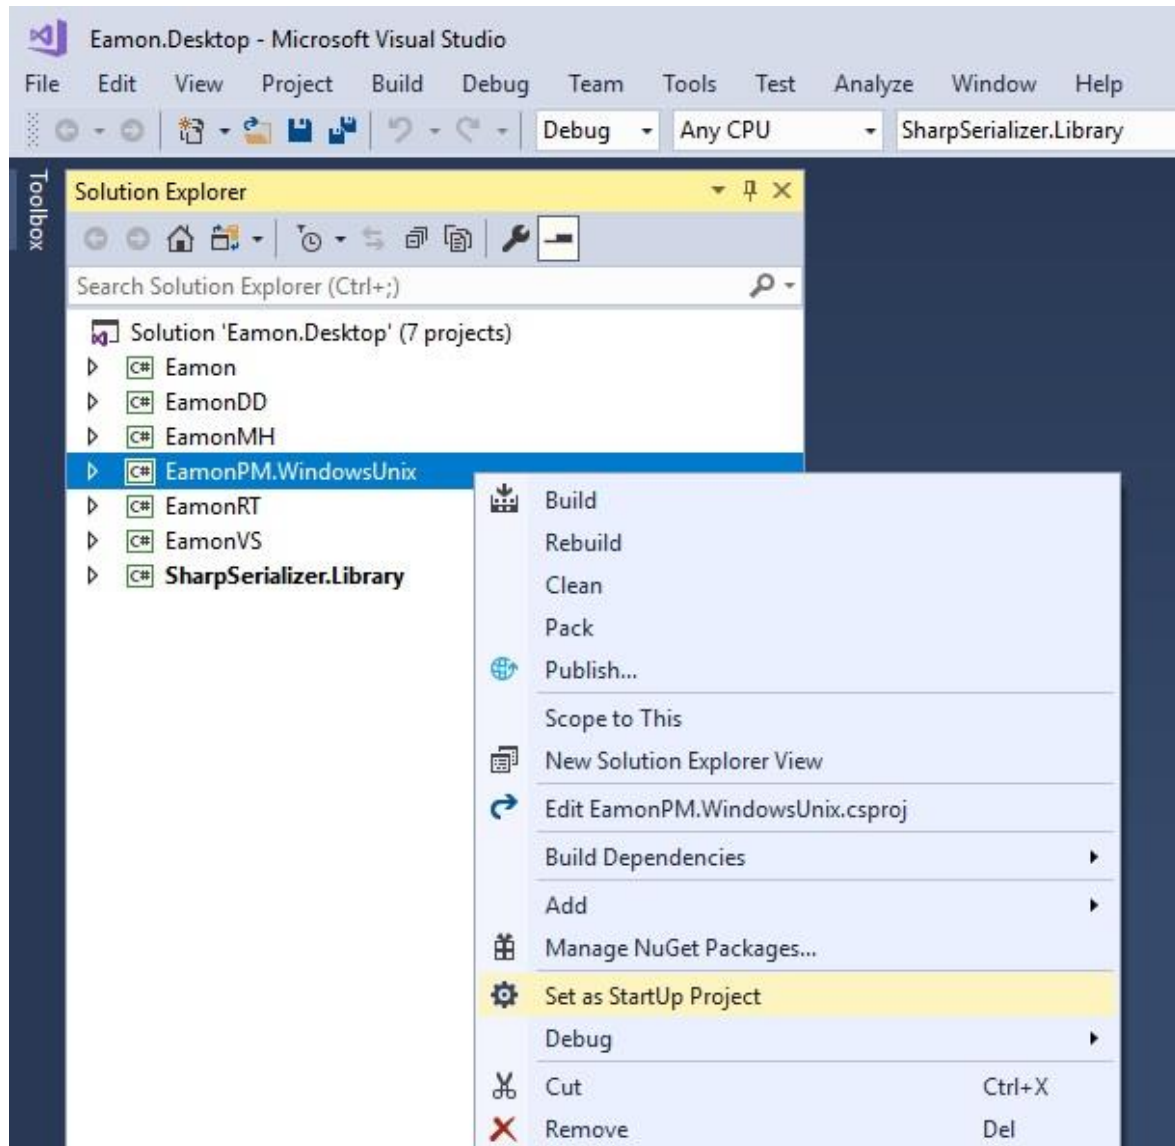 Eamon.Desktop - Microsoft Visual Studio
File Edit View Project Build Debug Team Tools Test Analyze Window Help
Debug Any CPU SharpSerializer.Library
Toolbox
Solution Explorer
Search Solution Explorer (Ctrl+;)
Solution 'Eamon.Desktop' (7 projects)
C# Eamon
C# EamonDD
C# EamonMH
C# EamonPM.WindowsUnix
C# EamonRT
C# EamonVS
C# SharpSerializer.Library
Build
Rebuild
Clean
Pack
Publish...
Scope to This
New Solution Explorer View
Edit EamonPM.WindowsUnix.csproj
Build Dependencies
Add
Manage NuGet Packages...
Set as StartUp Project
Debug
Cut Ctrl+X
Remove Del